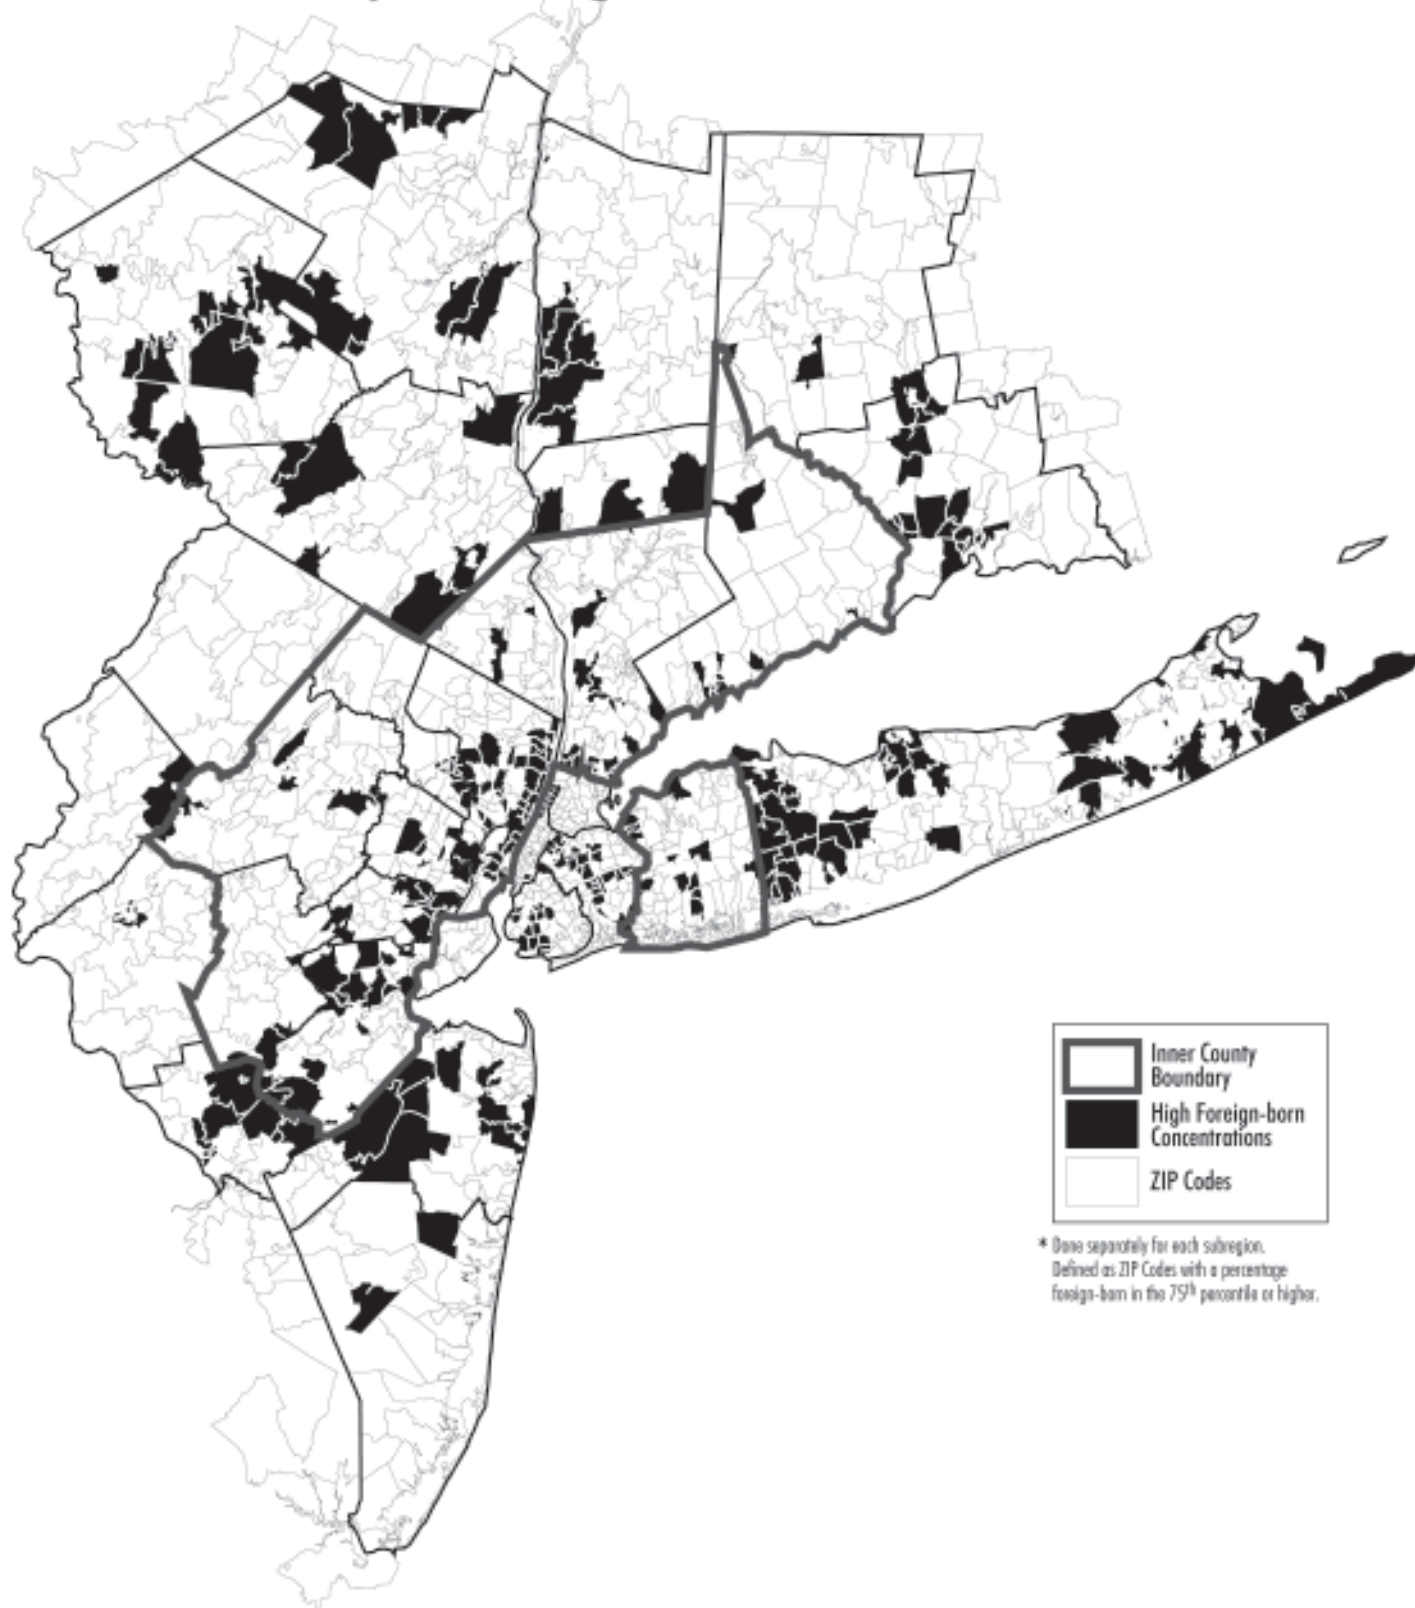 Inner County
Boundary
High Foreign-born
Concentrations
ZIP Codes
* Done separately for each subregion.
Defined as ZIP Codes with a percentage
foreign-born in the 75th percentile or higher.